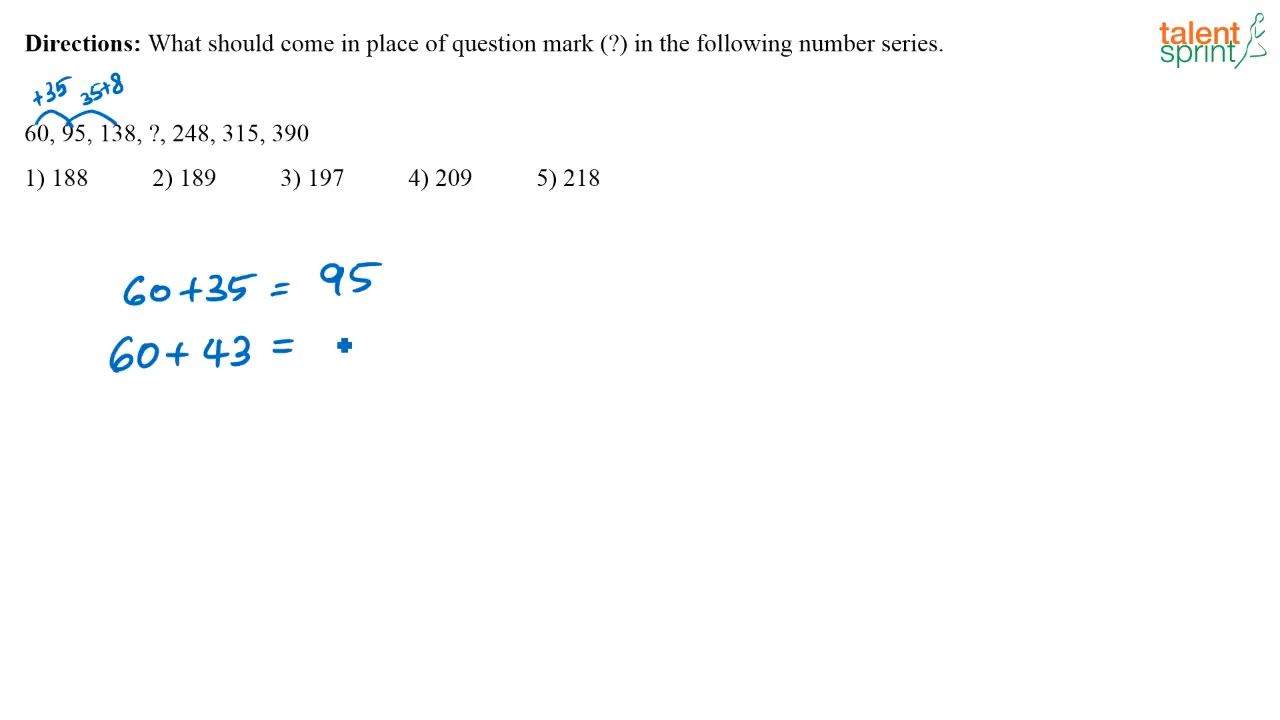 Directions: What should come in place of question mark (?) in the following number series.
talent
sprint
+35 35+8
60, 95, 138, ?, 248, 315, 390
1) 188 2) 189 3) 197 4) 209 5) 218
60+35 = 95
60+ 43 =